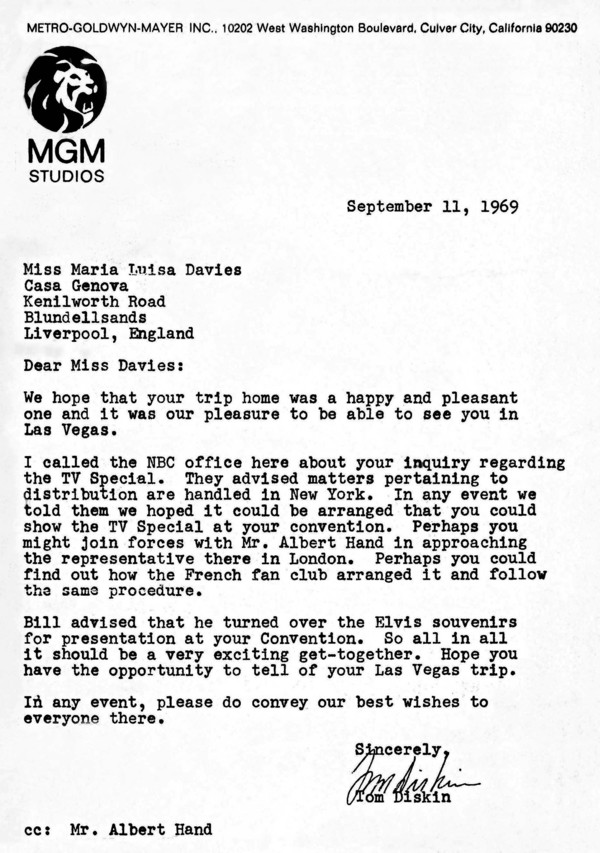 METRO-GOLDWYN-MAYER INC., 10202 West Washington Boulevard, Culver City, California 90230
MGM
STUDIOS
September 11, 1969
Miss Maria Luisa Davies
Casa Genova
Kenilworth Road
Blundellsands
Liverpool, England
Dear Miss Davies:
We hope that your trip home was a happy and pleasant
one and it was our pleasure to be able to see you in
Las Vegas.
I called the NBC office here about your inquiry regarding
the TV Special.  They advised matters pertaining to
distribution are handled in New York.  In any event we
told them we hoped it could be arranged that you could
show the TV Special at your convention.  Perhaps you
might join forces with Mr. Albert Hand in approaching
the representative there in London.  Perhaps you could
find out how the French fan club arranged it and follow
the same procedure.
Bill advised that he turned over the Elvis souvenirs
for presentation at your Convention.  So all in all
it should be a very exciting get-together.  Hope you
have the opportunity to tell of your Las Vegas trip.
In any event, please do convey our best wishes to
everyone there.
Sincerely,
Tom Diskin
Tom Diskin
cc:  Mr. Albert Hand